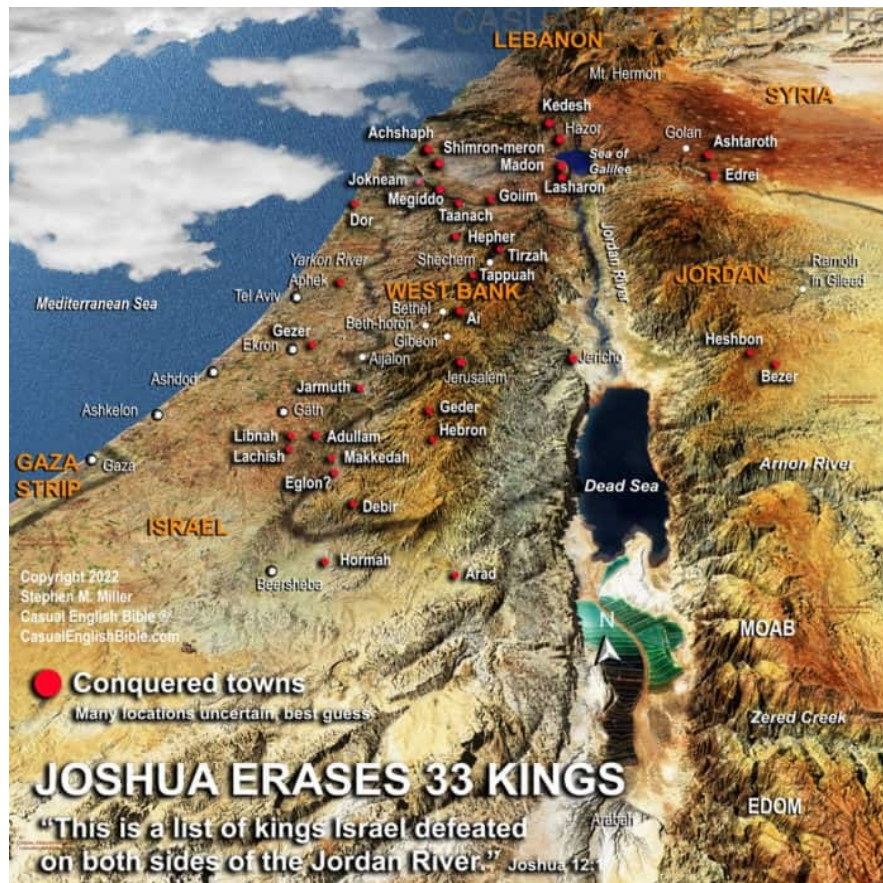 CASUAL ENGLISH BIBLE©
LEBANON
Mt. Hermon
SYRIA
Kedesh
Hazor
Achshaph
Shimron-meron
Madon
Sea of
Galilee
Golan
Ashtaroth
Edrei
Jokneam
Lasharon
Megiddo
Goiim
Taanach
Dor
Hepher
Jordan River
Shechem
Tirzah
Yarkon River
Aphek
Tappuah
JORDAN
Ramoth
in Gilead
Mediterranean Sea
Tel Aviv
WEST BANK
Bethel
Ai
Beth-horon
Gezer
Gibeon
Ekron
Aijalon
Jerusalem
Jericho
Heshbon
Bezer
Ashdod
Jarmuth
Ashkelon
Gath
Geder
Libnah
Adullam
Hebron
Lachish
Makkedah
GAZA
STRIP
Gaza
Eglon?
Dead Sea
Arnon River
Debir
ISRAEL
Hormah
Beersheba
Arad
Copyright 2022
Stephen M. Miller
Casual English Bible ®
CasualEnglishBible.com
N
MOAB
Conquered towns
Many locations uncertain, best guess
Zered Creek
JOSHUA ERASES 33 KINGS
EDOM
Arabah
“This is a list of kings Israel defeated
on both sides of the Jordan River.” Joshua 12:1